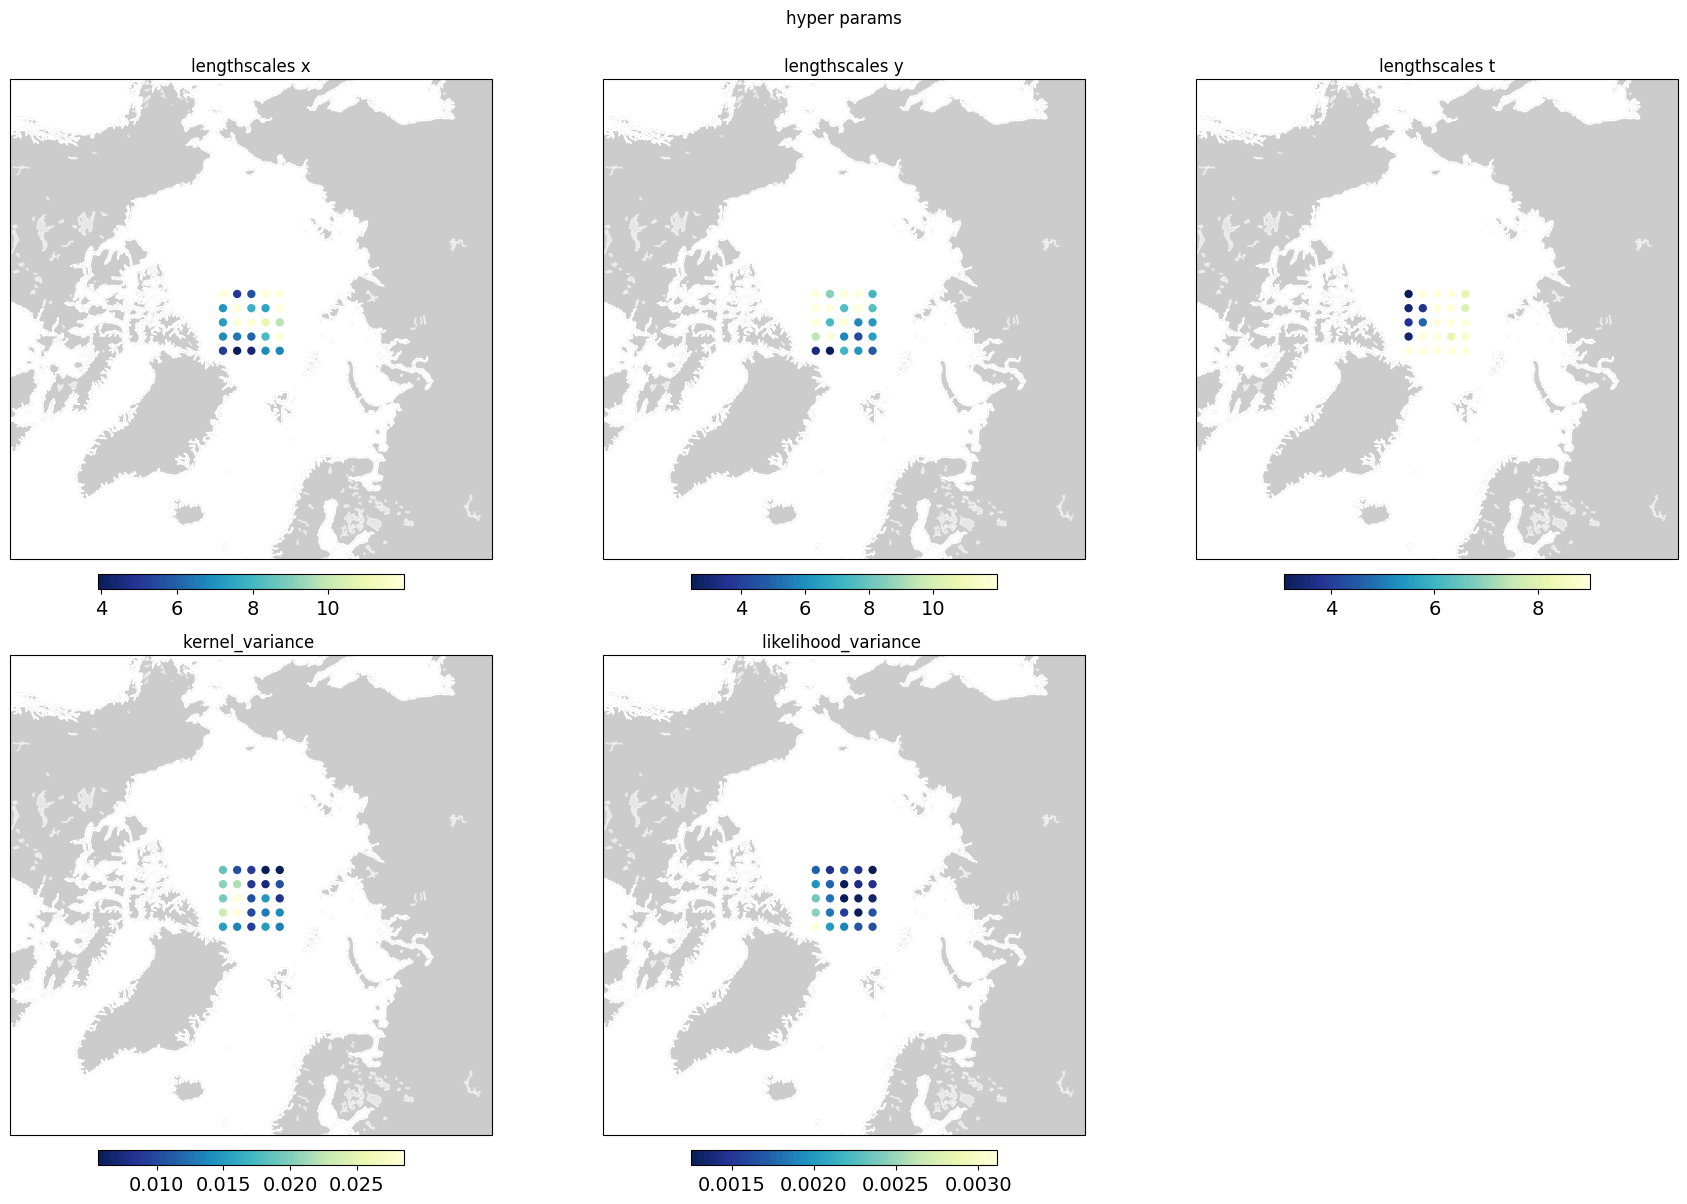 hyper params
lengthscales x
lengthscales y
lengthscales t
4 6 8 10
4 6 8 10
4 6 8
kernel_variance
likelihood_variance
0.010 0.015 0.020 0.025
0.0015 0.0020 0.0025 0.0030